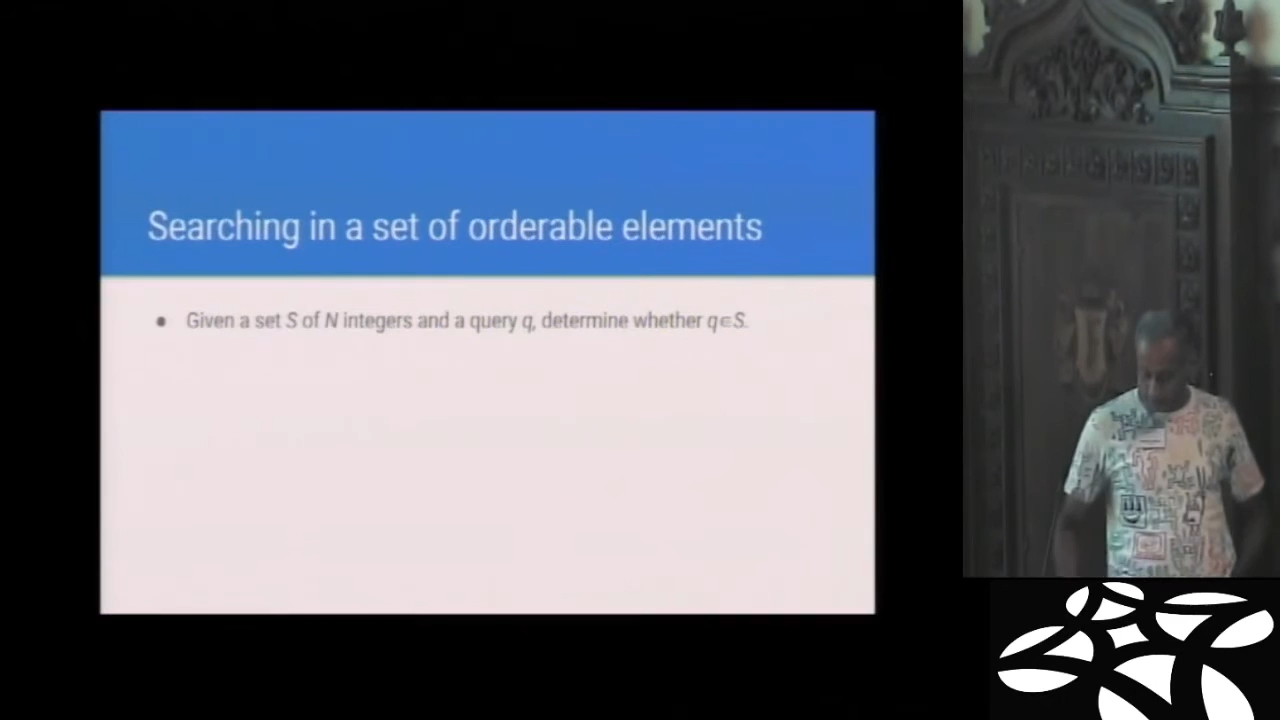 Searching in a set of orderable elements
• Given a set S of N integers and a query q, determine whether q∈S.